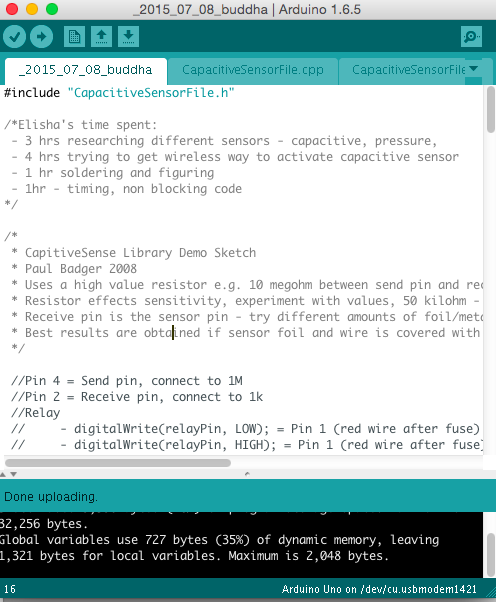 _2015_07_08_buddha | Arduino 1.6.5
_2015_07_08_buddha CapacitiveSensorFile.cpp CapacitiveSensorFile
#include "CapacitiveSensorFile.h"
/*Elisha's time spent:
- 3 hrs researching different sensors - capacitive, pressure,
- 4 hrs trying to get wireless way to activate capacitive sensor
- 1 hr soldering and figuring
- 1hr - timing, non blocking code
*/
/*
* CapitiveSense Library Demo Sketch
* Paul Badger 2008
* Uses a high value resistor e.g. 10 megohm between send pin and rec
* Resistor effects sensitivity, experiment with values, 50 kilohm -
* Receive pin is the sensor pin - try different amounts of foil/meta
* Best results are obtained if sensor foil and wire is covered with
*/
//Pin 4 = Send pin, connect to 1M
//Pin 2 = Receive pin, connect to 1k
//Relay
// - digitalWrite(relayPin, LOW); = Pin 1 (red wire after fuse)
// - digitalWrite(relayPin, HIGH); = Pin 1 (red wire after fuse)
Done uploading.
32,256 bytes.
Global variables use 727 bytes (35%) of dynamic memory, leaving
1,321 bytes for local variables. Maximum is 2,048 bytes.
16 Arduino Uno on /dev/cu.usbmodem1421